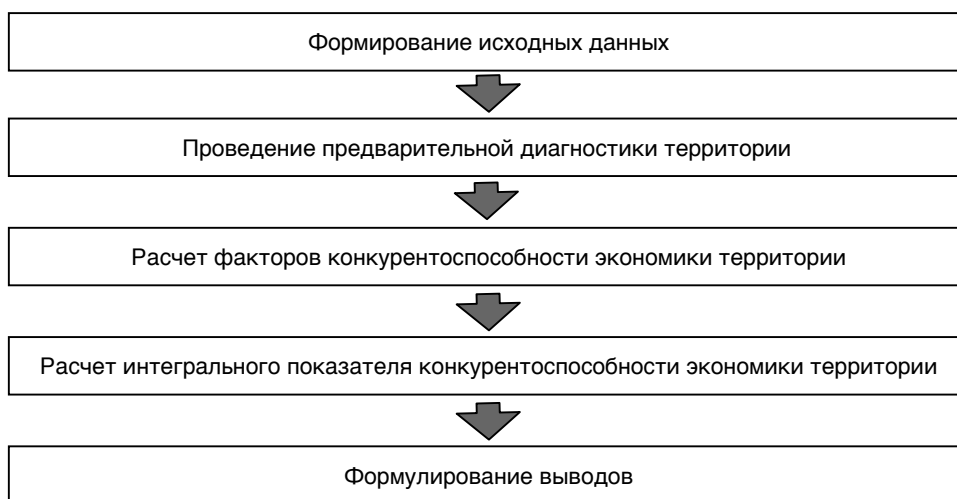 Формирование исходных данных
Проведение предварительной диагностики территории
Расчет факторов конкурентоспособности экономики территории
Расчет интегрального показателя конкурентоспособности экономики территории
Формулирование выводов